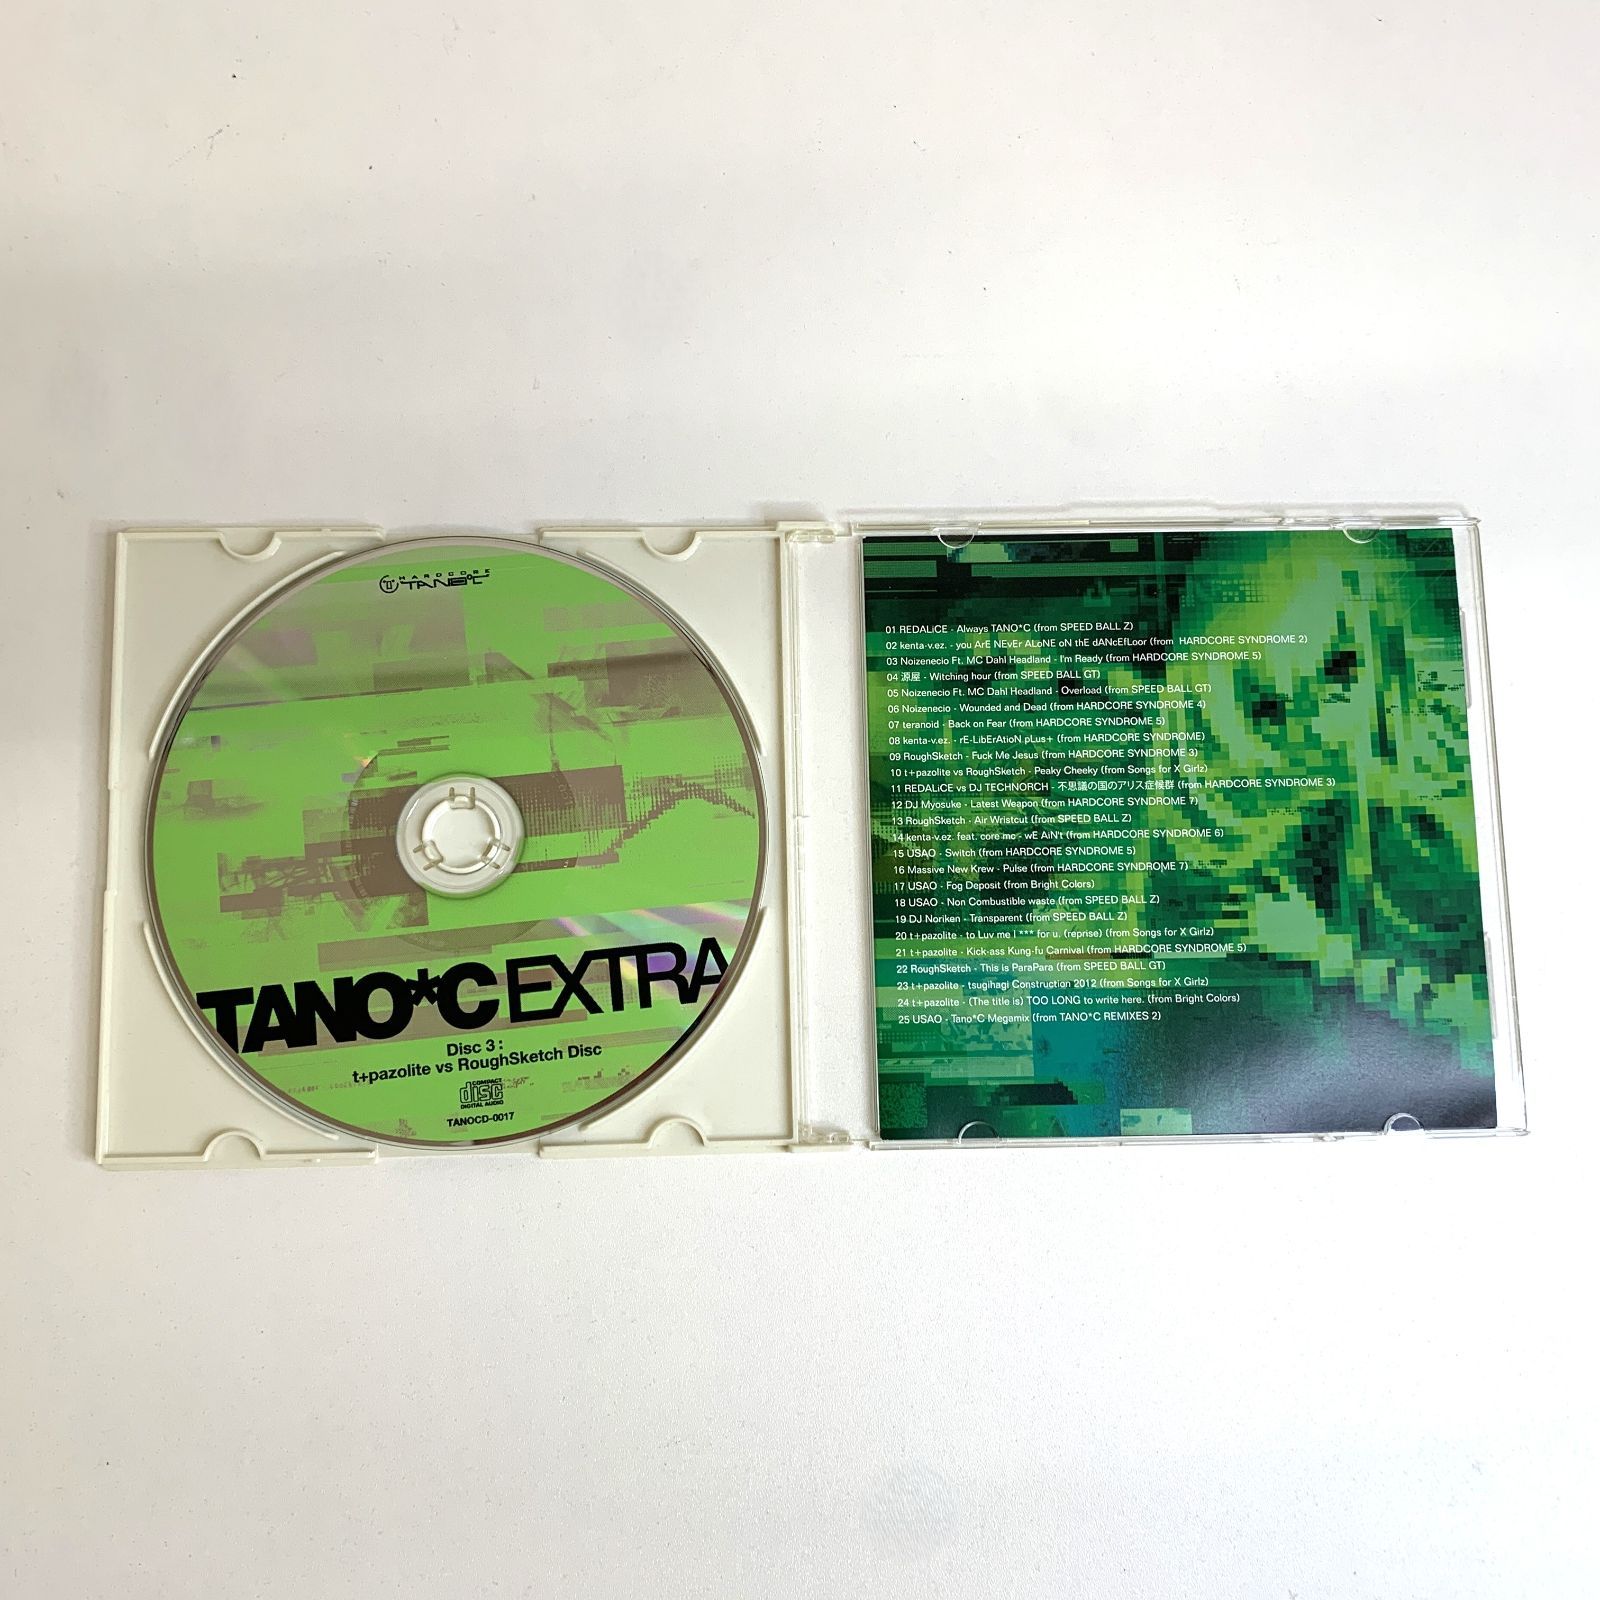 HARDCORE
TANO*C
TANO*C EXTRA
Disc 3 :
t+pazolite vs RoughSketch Disc
COMPACT
disc
DIGITAL AUDIO
TANOCD-0017
01 REDALiCE - Always TANO*C (from SPEED BALL Z)
02 kenta-v.ez. - you ArE NEvEr ALoNE oN thE dANcEfLoor (from HARDCORE SYNDROME 2)
03 Noizenecio Ft. MC Dahl Headland - I'm Ready (from HARDCORE SYNDROME 5)
04 源屋 - Witching hour (from SPEED BALL GT)
05 Noizenecio Ft. MC Dahl Headland - Overload (from SPEED BALL GT)
06 Noizenecio - Wounded and Dead (from HARDCORE SYNDROME 4)
07 teranoid - Back on Fear (from HARDCORE SYNDROME 5)
08 kenta-v.ez. - rE-LibErAtioN pLus+ (from HARDCORE SYNDROME)
09 RoughSketch - Fuck Me Jesus (from HARDCORE SYNDROME 3)
10 t+pazolite vs RoughSketch - Peaky Cheeky (from Songs for X Girlz)
11 REDALiCE vs DJ TECHNORCH - 不思議の国のアリス症候群 (from HARDCORE SYNDROME 3)
12 DJ Myosuke - Latest Weapon (from HARDCORE SYNDROME 7)
13 RoughSketch - Air Wristcut (from SPEED BALL Z)
14 kenta-v.ez. feat. core mc - wE AiN't (from HARDCORE SYNDROME 6)
15 USAO - Switch (from HARDCORE SYNDROME 5)
16 Massive New Krew - Pulse (from HARDCORE SYNDROME 7)
17 USAO - Fog Deposit (from Bright Colors)
18 USAO - Non Combustible waste (from SPEED BALL Z)
19 DJ Noriken - Transparent (from SPEED BALL Z)
20 t+pazolite - to Luv me I *** for u. (reprise) (from Songs for X Girlz)
21 t+pazolite - Kick-ass Kung-fu Carnival (from HARDCORE SYNDROME 5)
22 RoughSketch - This is ParaPara (from SPEED BALL GT)
23 t+pazolite - tsugihagi Construction 2012 (from Songs for X Girlz)
24 t+pazolite - (The title is) TOO LONG to write here. (from Bright Colors)
25 USAO - Tano*C Megamix (from TANO*C REMIXES 2)